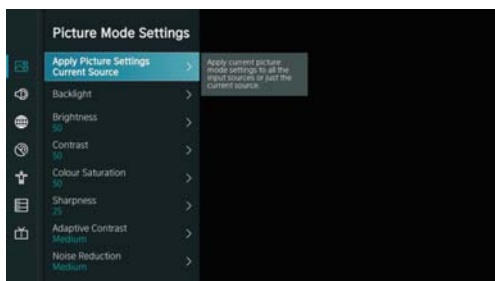 Picture Mode Settings
Apply Picture Settings
Current Source
Apply current picture
mode settings to all the
input sources or just the
current source.
Backlight
Brightness
50
Contrast
50
Colour Saturation
50
Sharpness
25
Adaptive Contrast
Medium
Noise Reduction
Medium